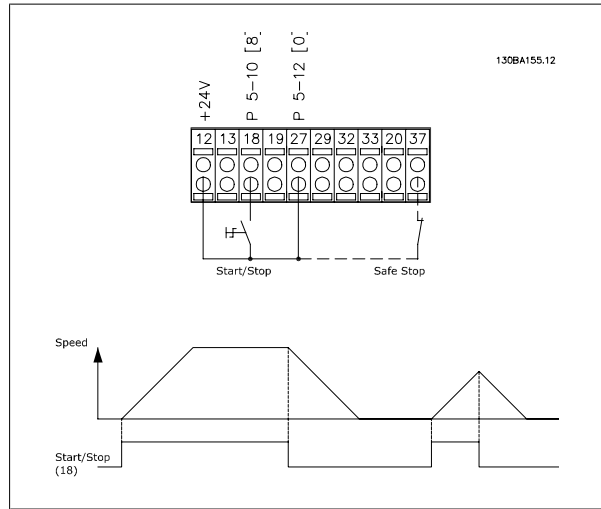 130BA155.12
+24V
P 5-10 [8]
P 5-12 [0]
12 13 18 19 27 29 32 33 20 37
Start/Stop
Safe Stop
Speed
Start/Stop
(18)